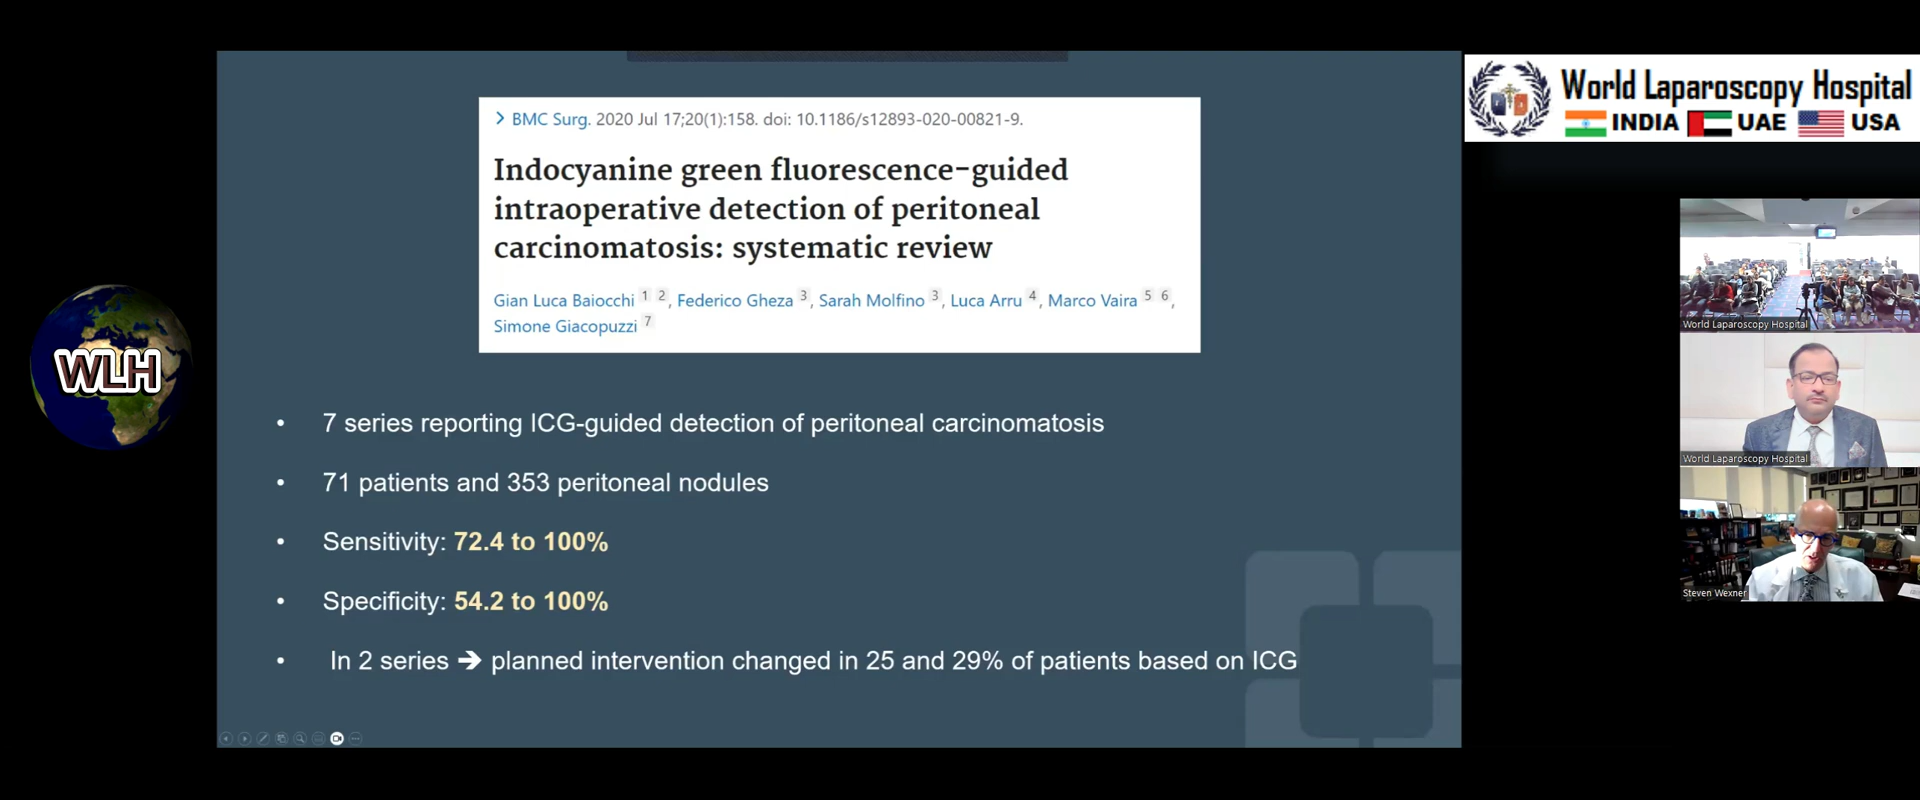 World Laparoscopy Hospital
INDIA UAE USA
> BMC Surg. 2020 Jul 17;20(1):158. doi: 10.1186/s12893-020-00821-9.
Indocyanine green fluorescence-guided
intraoperative detection of peritoneal
carcinomatosis: systematic review
Gian Luca Baiocchi 1 2, Federico Gheza 3, Sarah Molfino 3, Luca Arru 4, Marco Vaira 5 6,
Simone Giacopuzzi 7
WLH
• 7 series reporting ICG-guided detection of peritoneal carcinomatosis
• 71 patients and 353 peritoneal nodules
• Sensitivity: 72.4 to 100%
• Specificity: 54.2 to 100%
• In 2 series ➔ planned intervention changed in 25 and 29% of patients based on ICG
World Laparoscopy Hospital
World Laparoscopy Hospital
Steven Wexner